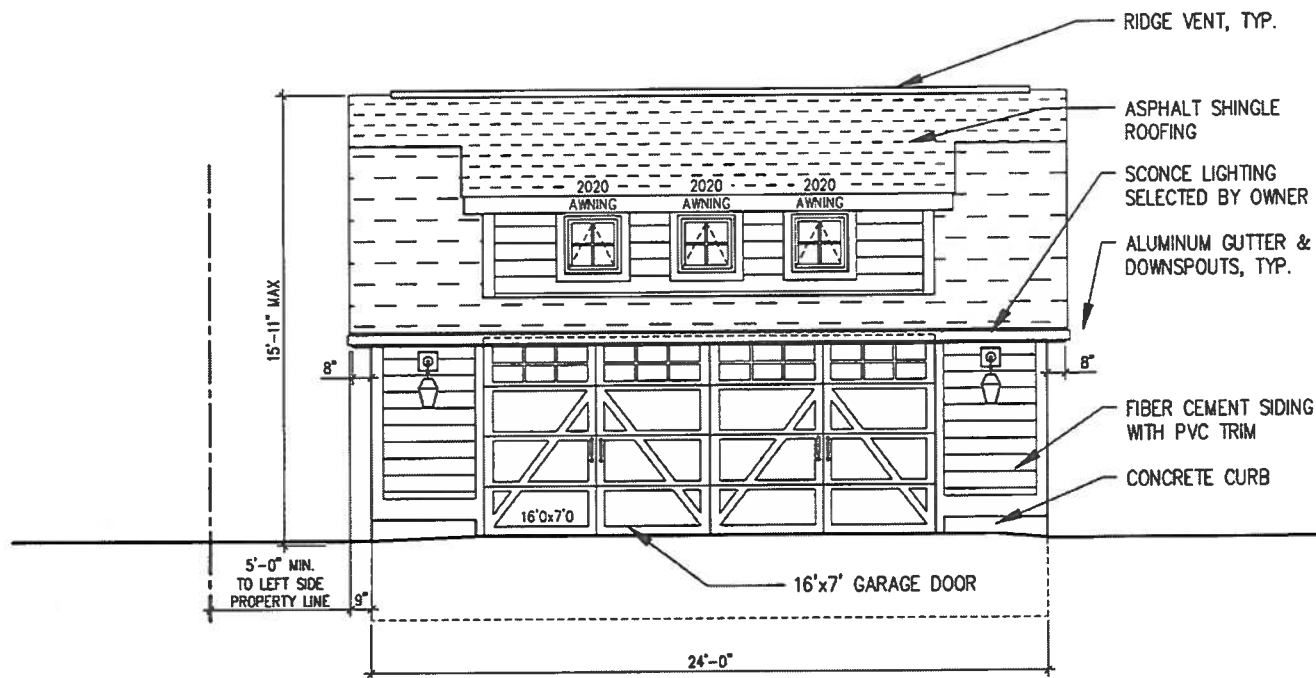 RIDGE VENT, TYP.
ASPHALT SHINGLE
ROOFING
SCONCE LIGHTING
SELECTED BY OWNER
ALUMINUM GUTTER &
DOWNSPOUTS, TYP.
2020 2020 2020
AWNING AWNING AWNING
15'-11" MAX
8" 8"
FIBER CEMENT SIDING
WITH PVC TRIM
CONCRETE CURB
16'0x7'0
16'x7' GARAGE DOOR
5'-0" MIN.
TO LEFT SIDE
PROPERTY LINE
9"
24'-0"